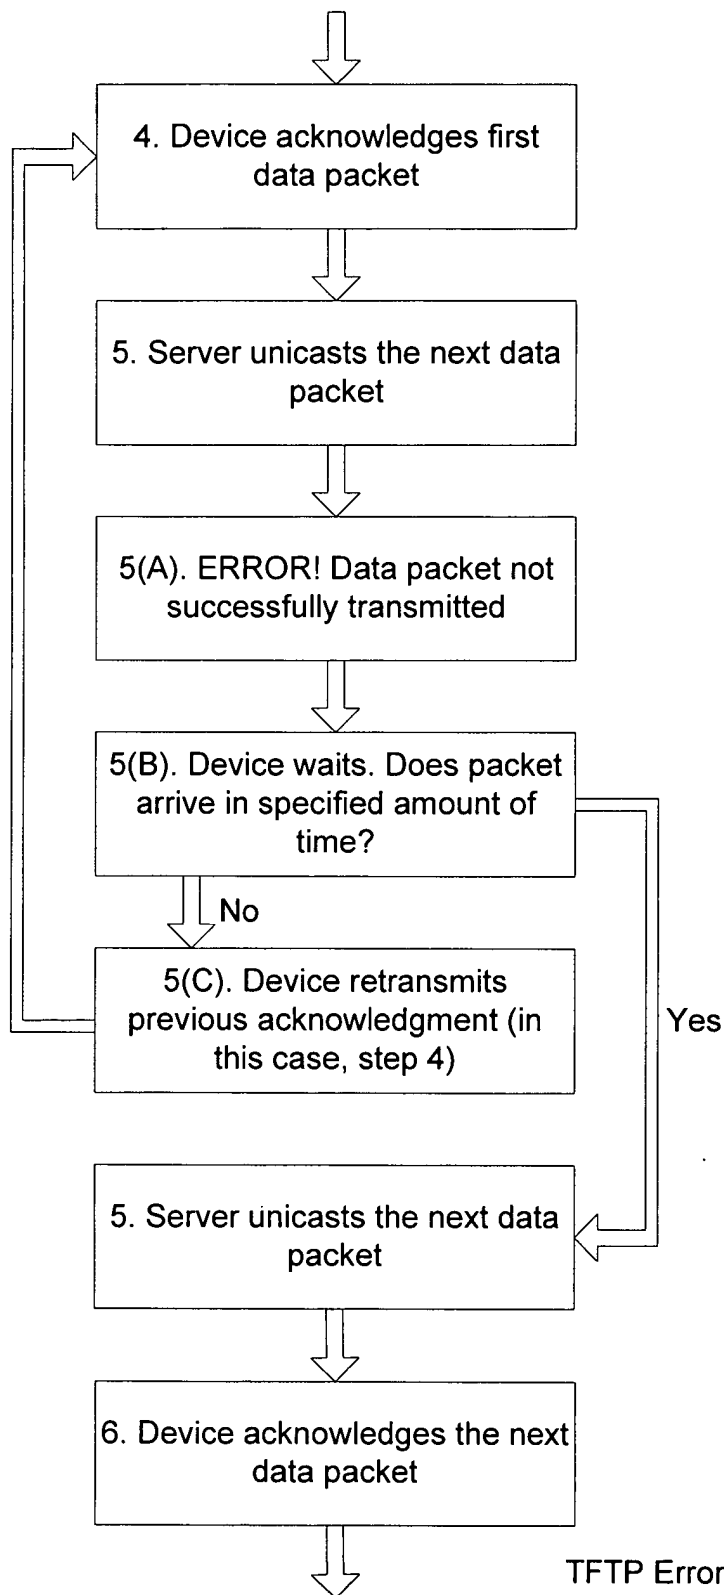 4. Device acknowledges first
data packet
5. Server unicasts the next data
packet
5(A). ERROR! Data packet not
successfully transmitted
5(B). Device waits. Does packet
arrive in specified amount of
time?
No
5(C). Device retransmits
previous acknowledgment (in
this case, step 4)
Yes
5. Server unicasts the next data
packet
6. Device acknowledges the next
data packet
TFTP Error